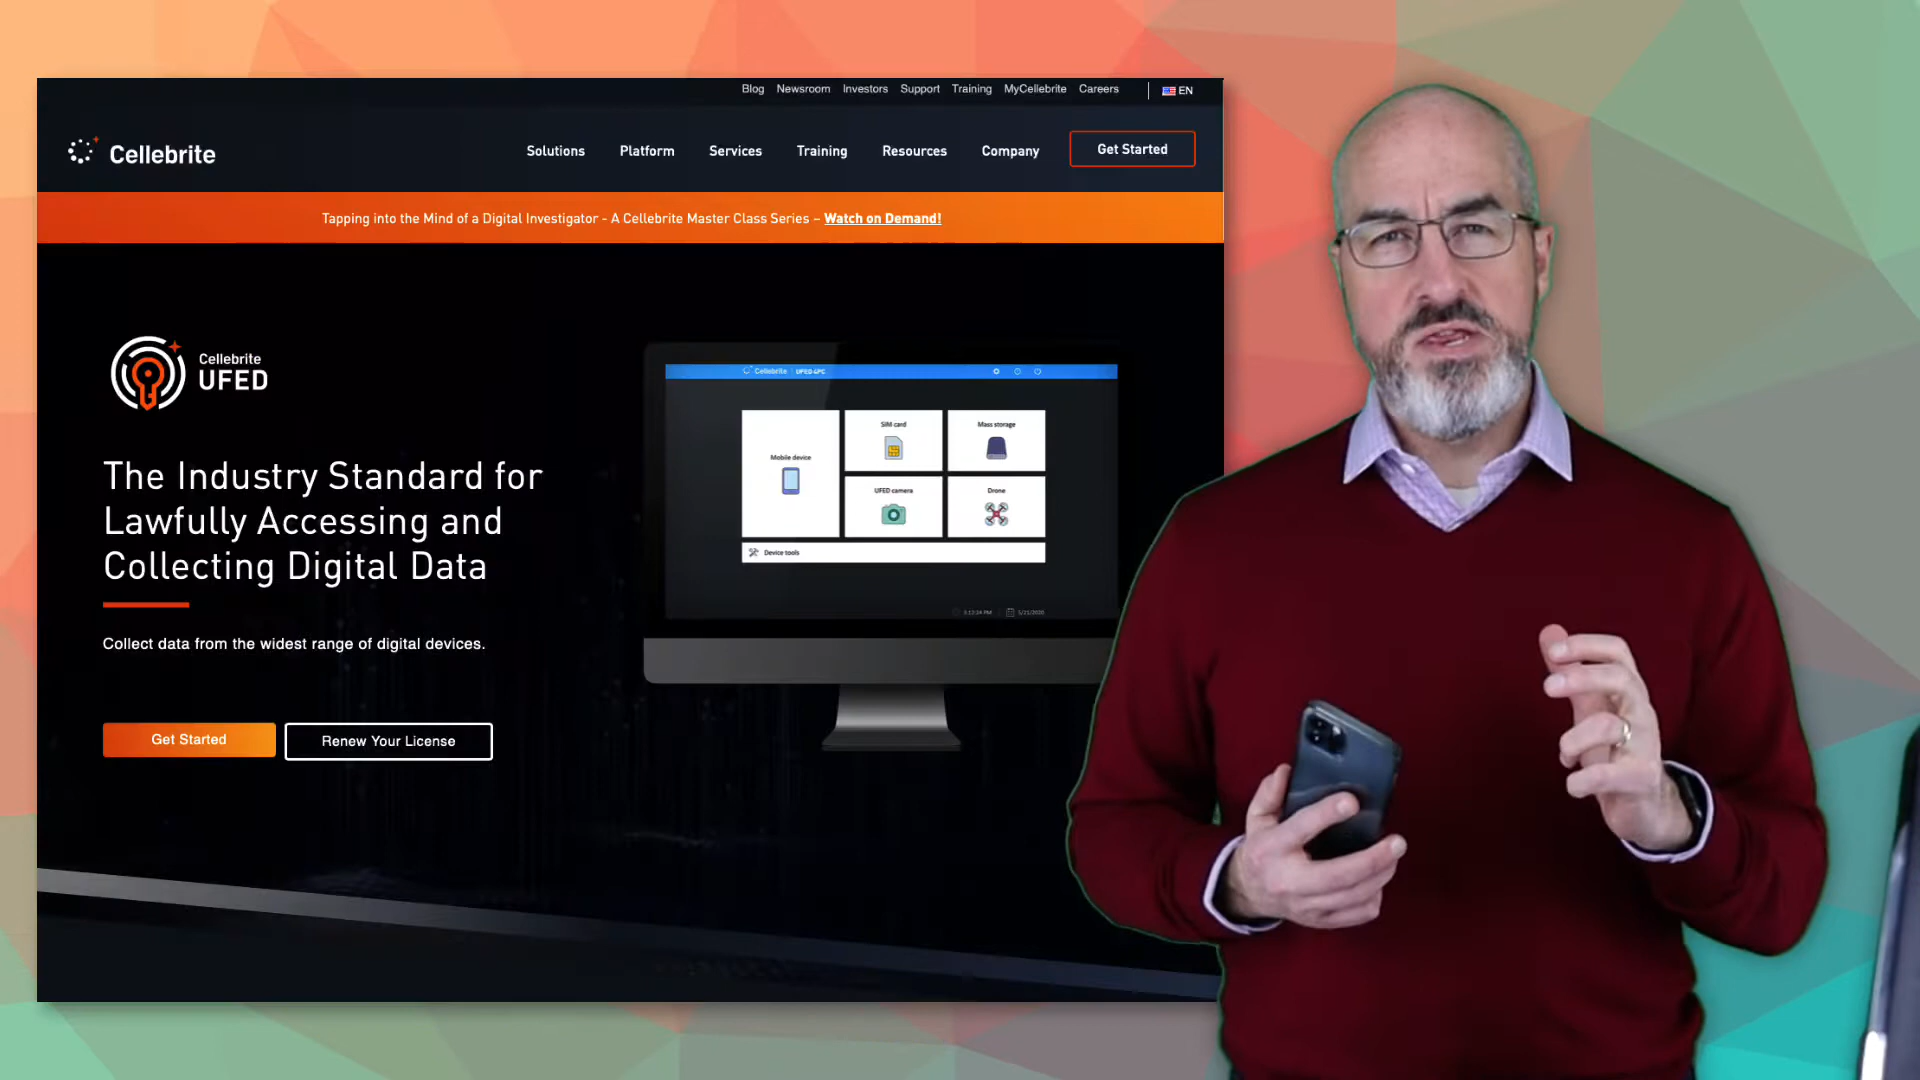 Blog Newsroom Investors Support Training MyCellebrite Careers EN
Cellebrite
Solutions Platform Services Training Resources Company Get Started
Tapping into the Mind of a Digital Investigator - A Cellebrite Master Class Series – Watch on Demand!
Cellebrite
UFED
The Industry Standard for
Lawfully Accessing and
Collecting Digital Data
Collect data from the widest range of digital devices.
Get Started Renew Your License
Cellebrite UFED 4PC
Mobile device
SIM card
Mass storage
UFED camera
Drone
Device tools